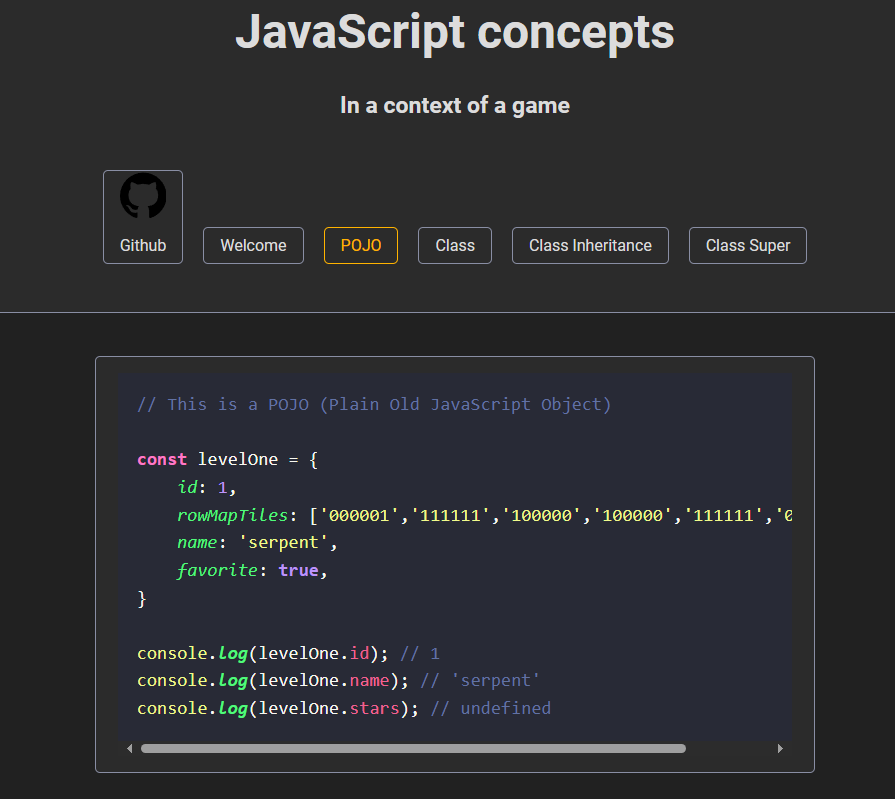 JavaScript concepts
In a context of a game
Github
Welcome
POJO
Class
Class Inheritance
Class Super
// This is a POJO (Plain Old JavaScript Object)
const levelOne = {
    id: 1,
    rowMapTiles: ['000001','111111','100000','100000','111111','0
    name: 'serpent',
    favorite: true,
}
console.log(levelOne.id); // 1
console.log(levelOne.name); // 'serpent'
console.log(levelOne.stars); // undefined